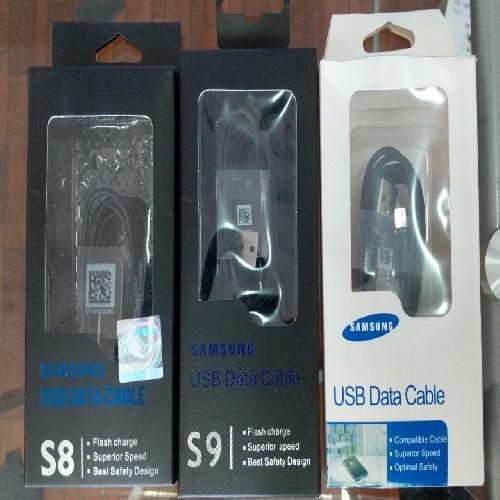 SAMSUNG
USB DATA CABLE
S8
▪ Flash charge
▪ Superior Speed
▪ Best Safety Design
SAMSUNG
USB Data Cable
S9
▪ Flash charge
▪ Superior speed
▪ Best Safety Design
SAMSUNG
USB Data Cable
▪ Compatible Cable
▪ Superior Speed
▪ Optimal Safety